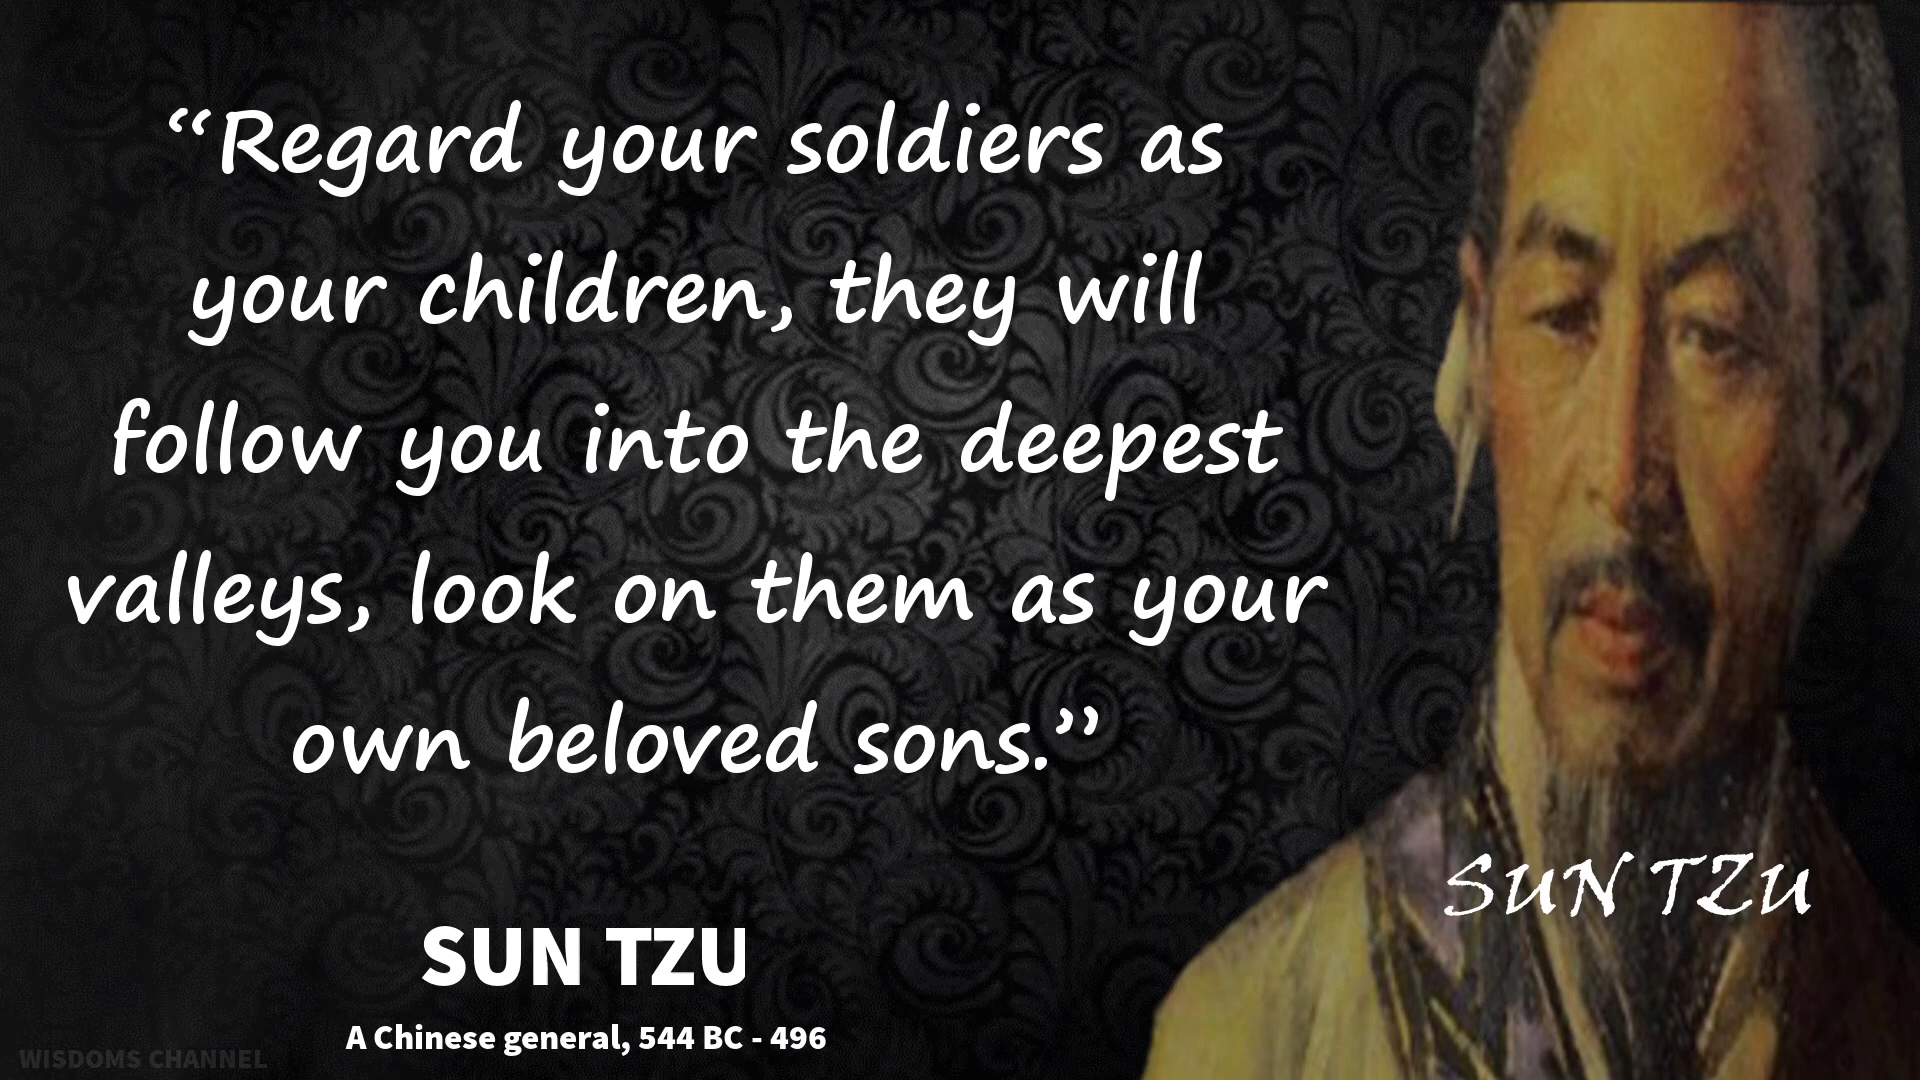 “Regard your soldiers as
your children, they will
follow you into the deepest
valleys, look on them as your
own beloved sons.”
SUN TZU
SUN TZU
A Chinese general, 544 BC - 496
WISDOMS CHANNEL